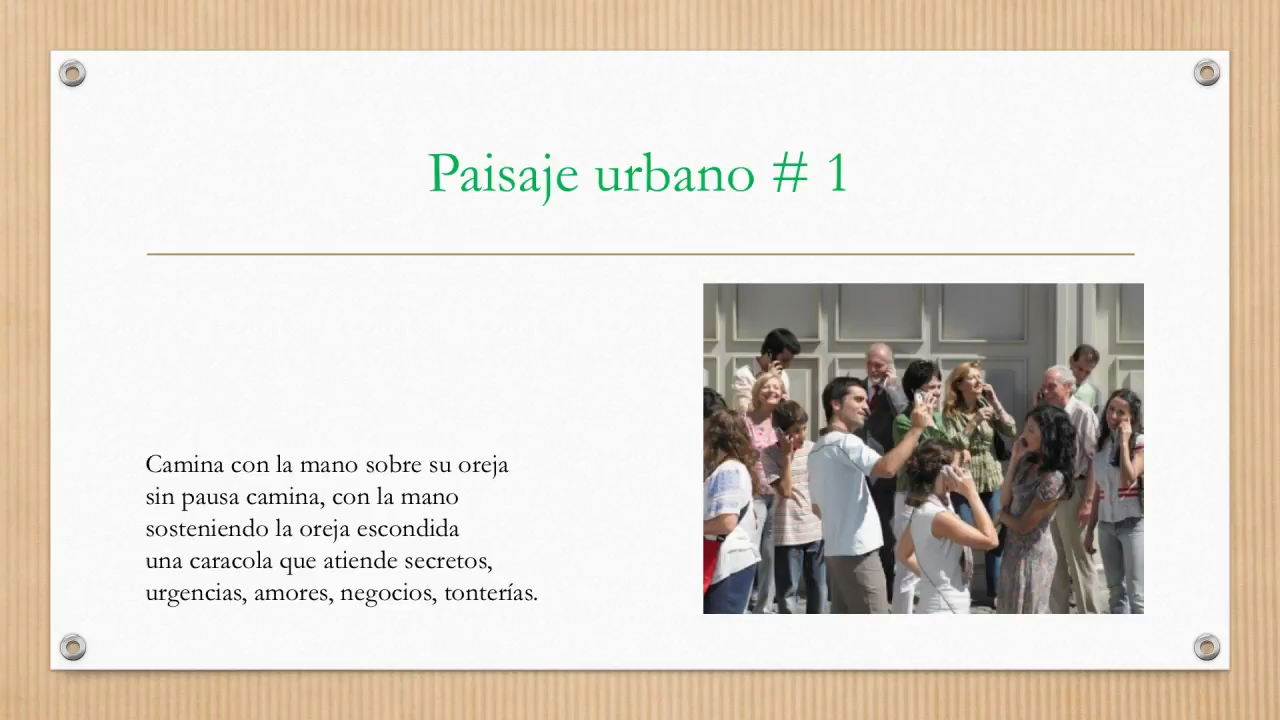 Paisaje urbano # 1
Camina con la mano sobre su oreja
sin pausa camina, con la mano
sosteniendo la oreja escondida
una caracola que atiende secretos,
urgencias, amores, negocios, tonterías.